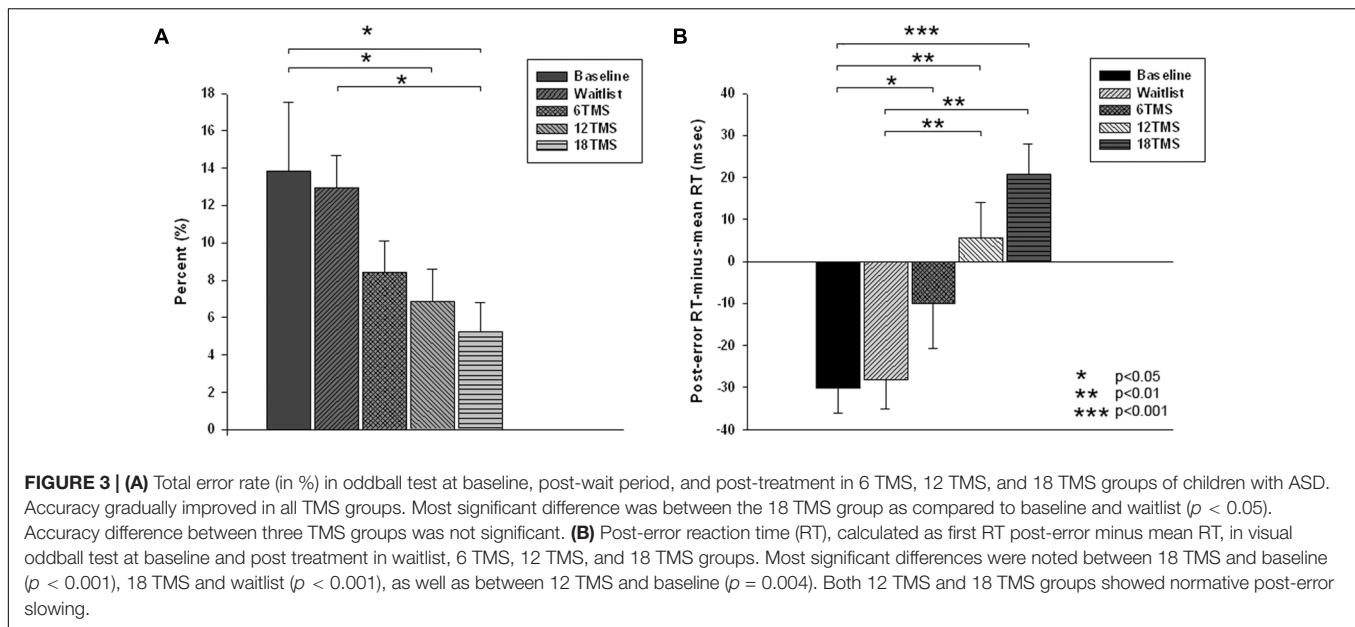 A
*
*
*
Baseline
Waitlist
6TMS
12TMS
18TMS
18
16
14
12
10
8
6
4
2
0
Percent (%)
B
***
**
*
**
**
Baseline
Waitlist
6TMS
12TMS
18TMS
40
30
20
10
0
-10
-20
-30
-40
Post-error RT-minus-mean RT (msec)
* p<0.05
** p<0.01
*** p<0.001
FIGURE 3 | (A) Total error rate (in %) in oddball test at baseline, post-wait period, and post-treatment in 6 TMS, 12 TMS, and 18 TMS groups of children with ASD.
Accuracy gradually improved in all TMS groups. Most significant difference was between the 18 TMS group as compared to baseline and waitlist (p < 0.05).
Accuracy difference between three TMS groups was not significant. (B) Post-error reaction time (RT), calculated as first RT post-error minus mean RT, in visual
oddball test at baseline and post treatment in waitlist, 6 TMS, 12 TMS, and 18 TMS groups. Most significant differences were noted between 18 TMS and baseline
(p < 0.001), 18 TMS and waitlist (p < 0.001), as well as between 12 TMS and baseline (p = 0.004). Both 12 TMS and 18 TMS groups showed normative post-error
slowing.